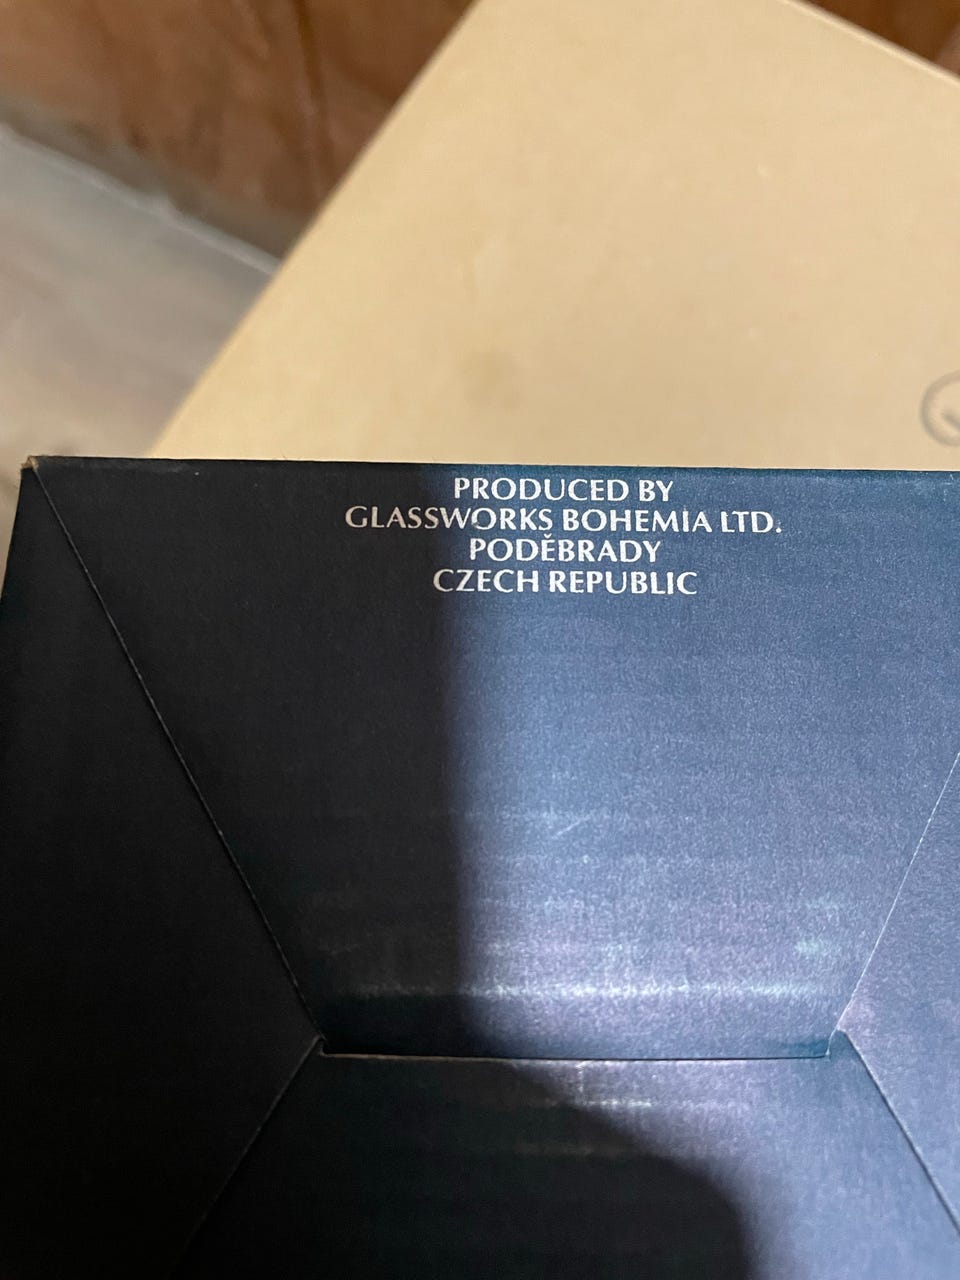 PRODUCED BY
GLASSWORKS BOHEMIA LTD.
PODĚBRADY
CZECH REPUBLIC